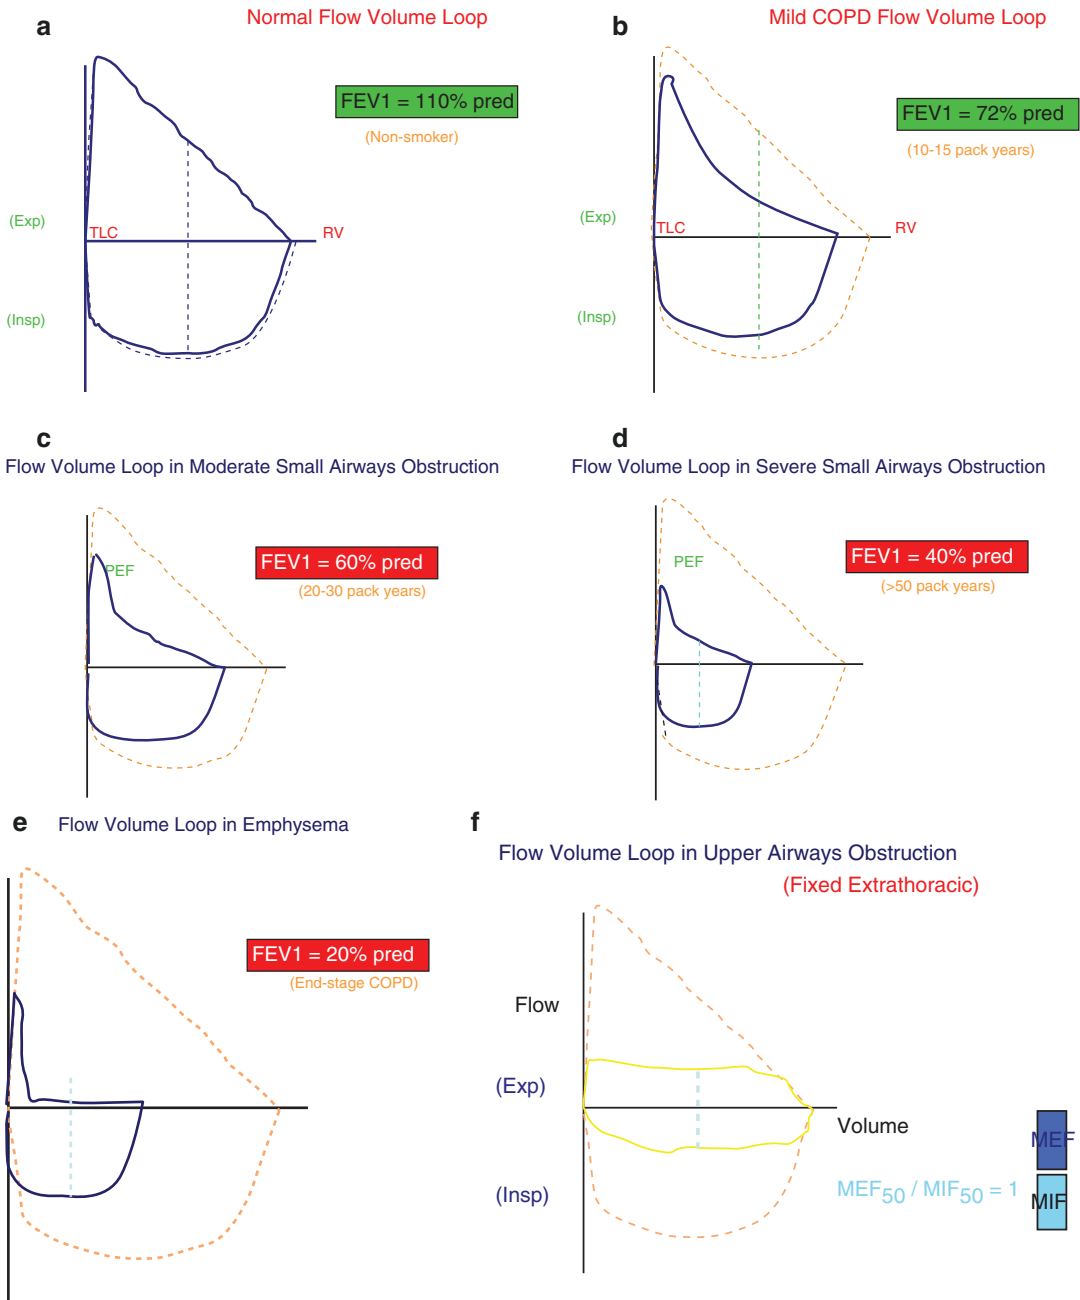 a
Normal Flow Volume Loop
FEV1 = 110% pred
(Non-smoker)
(Exp)
TLC
RV
(Insp)
b
Mild COPD Flow Volume Loop
FEV1 = 72% pred
(10-15 pack years)
(Exp)
TLC
RV
(Insp)
c
Flow Volume Loop in Moderate Small Airways Obstruction
FEV1 = 60% pred
(20-30 pack years)
PEF
d
Flow Volume Loop in Severe Small Airways Obstruction
FEV1 = 40% pred
(>50 pack years)
PEF
e
Flow Volume Loop in Emphysema
FEV1 = 20% pred
(End-stage COPD)
f
Flow Volume Loop in Upper Airways Obstruction
(Fixed Extrathoracic)
Flow
(Exp)
Volume
(Insp)
MEF50 / MIF50 = 1
MEF
MIF